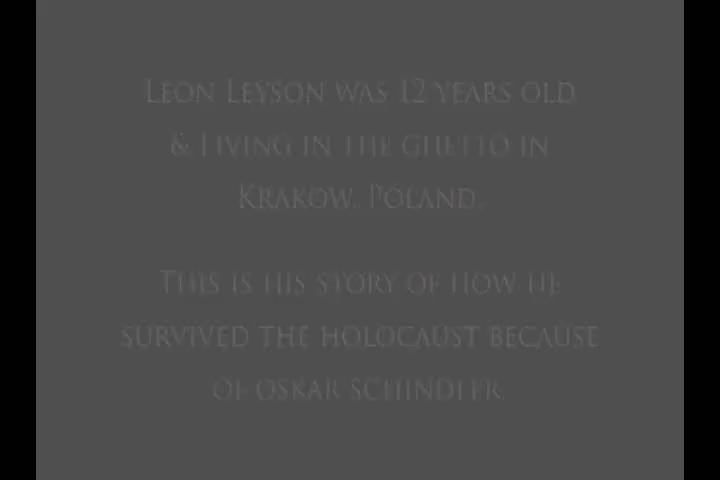 LEON LEYSON WAS 12 YEARS OLD
& LIVING IN THE GHETTO IN
KRAKOW, POLAND.
THIS IS HIS STORY OF HOW HE
SURVIVED THE HOLOCAUST BECAUSE
OF OSKAR SCHINDLER.